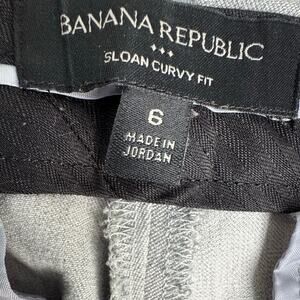 BANANA REPUBLIC
SLOAN CURVY FIT
6
MADE IN
JORDAN